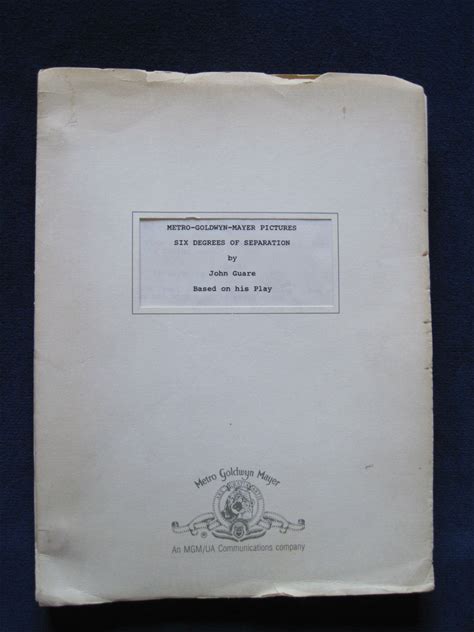 METRO-GOLDWYN-MAYER PICTURES
SIX DEGREES OF SEPARATION
by
John Guare
Based on his Play
Metro Goldwyn Mayer
®
An MGM/UA Communications company